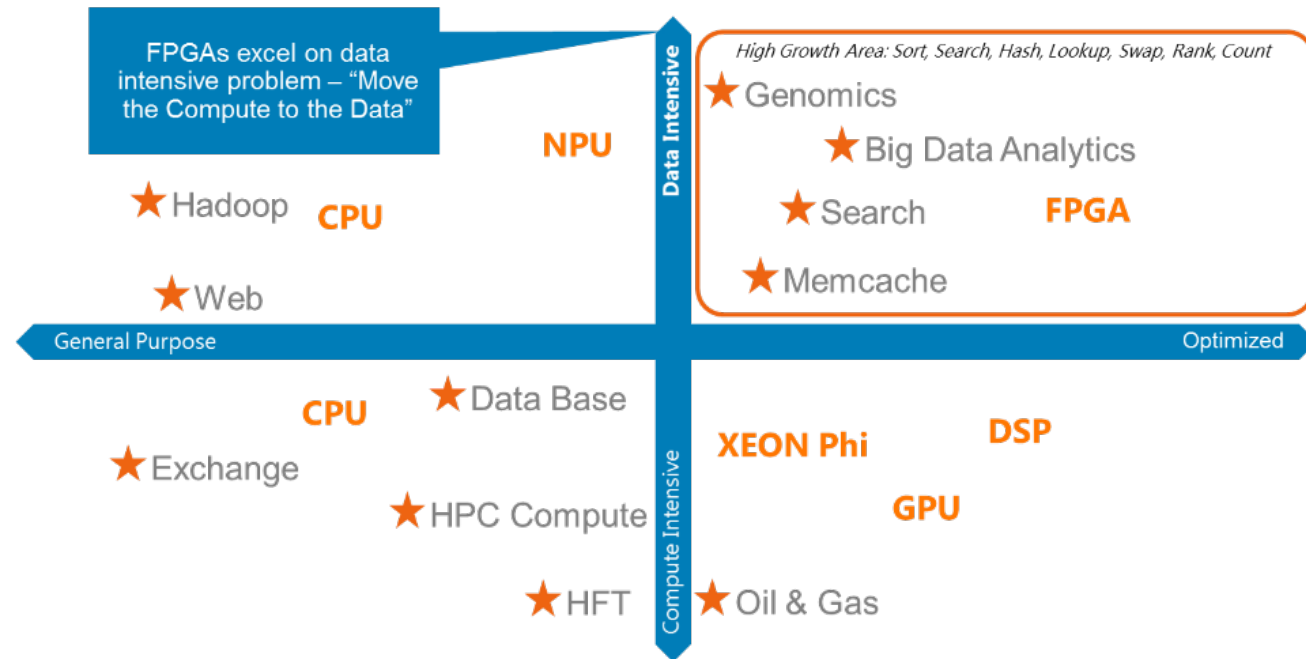 FPGAs excel on data
intensive problem – “Move
the Compute to the Data”
High Growth Area: Sort, Search, Hash, Lookup, Swap, Rank, Count
Data Intensive
Genomics
NPU
Big Data Analytics
Hadoop
CPU
Search
FPGA
Web
Memcache
General Purpose
Optimized
CPU
Data Base
XEON Phi
DSP
Exchange
HPC Compute
GPU
Compute Intensive
HFT
Oil & Gas